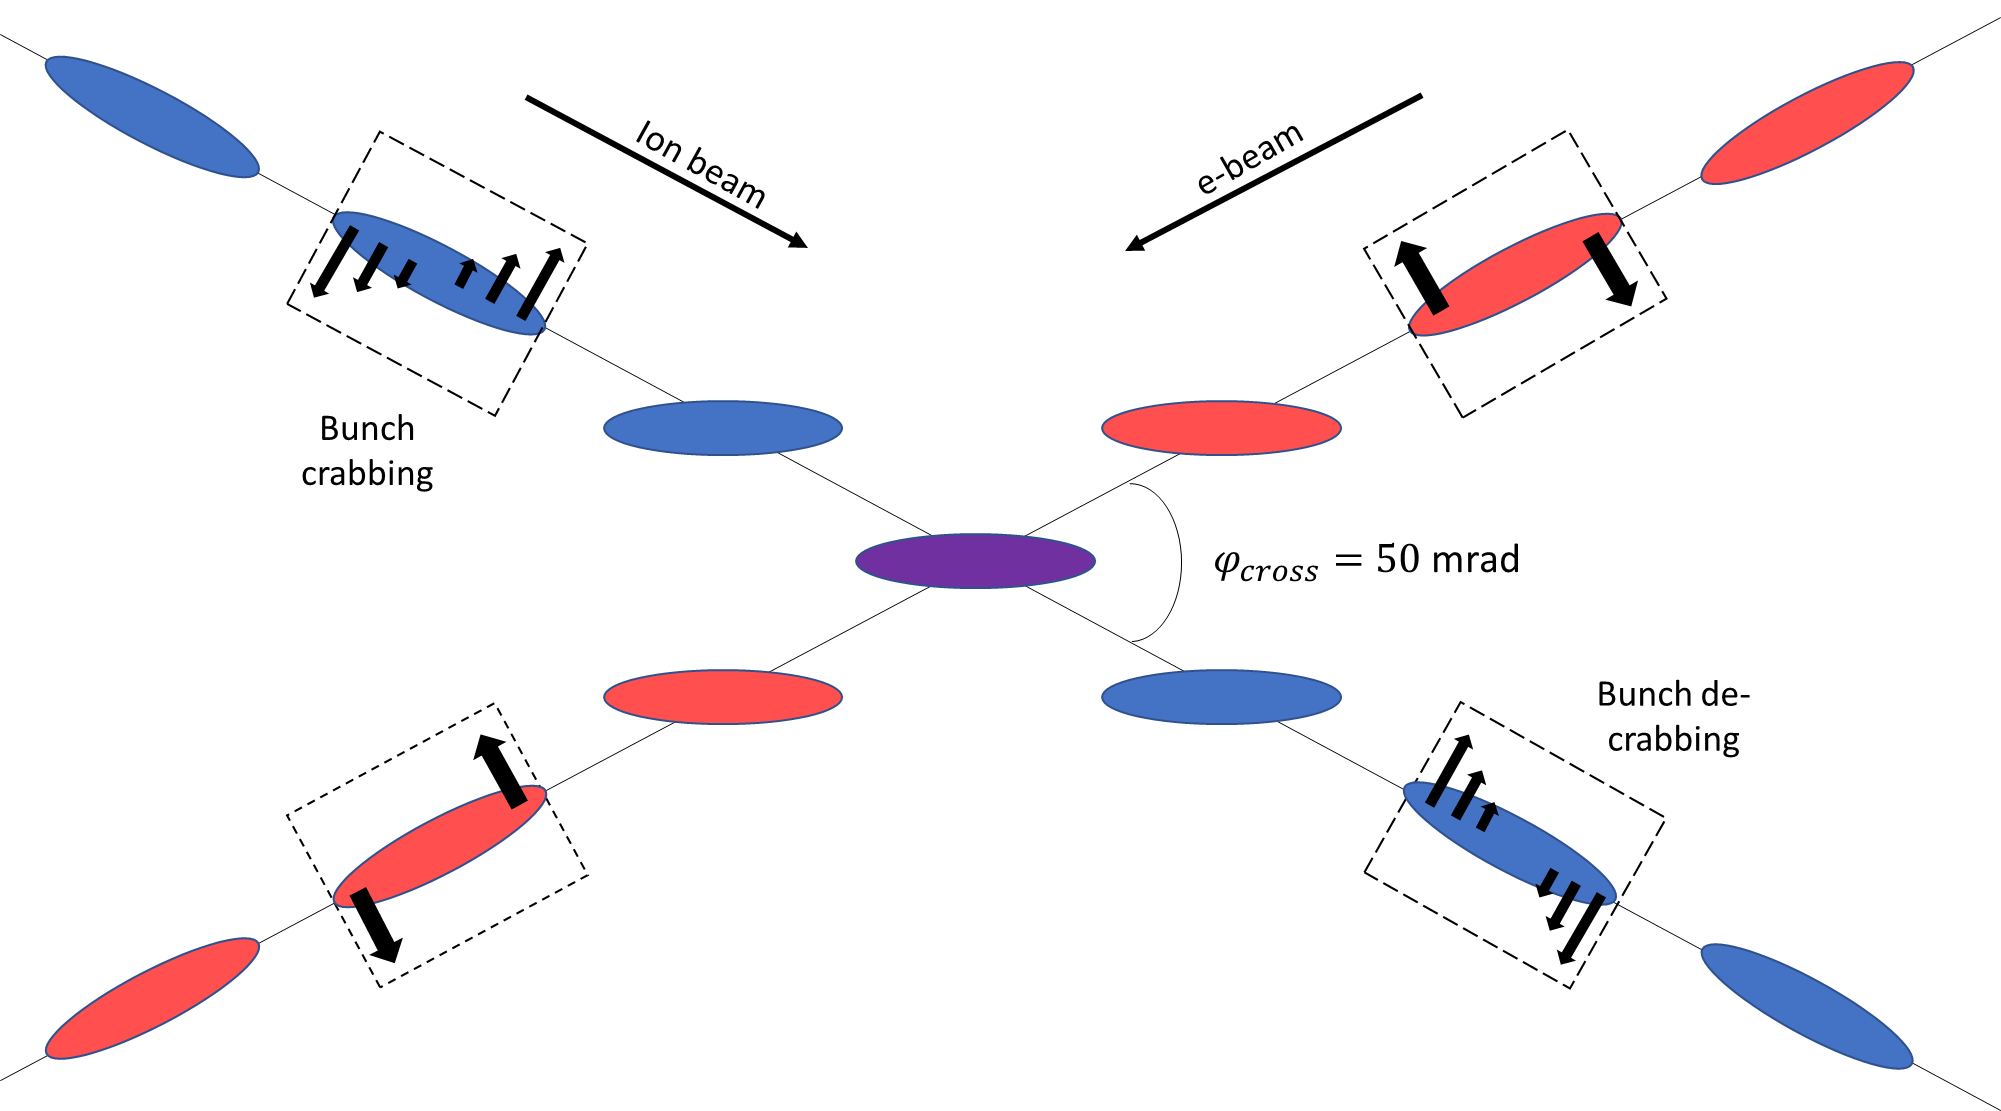 Ion beam
e-beam
Bunch
crabbing
φcross = 50 mrad
Bunch de-
crabbing